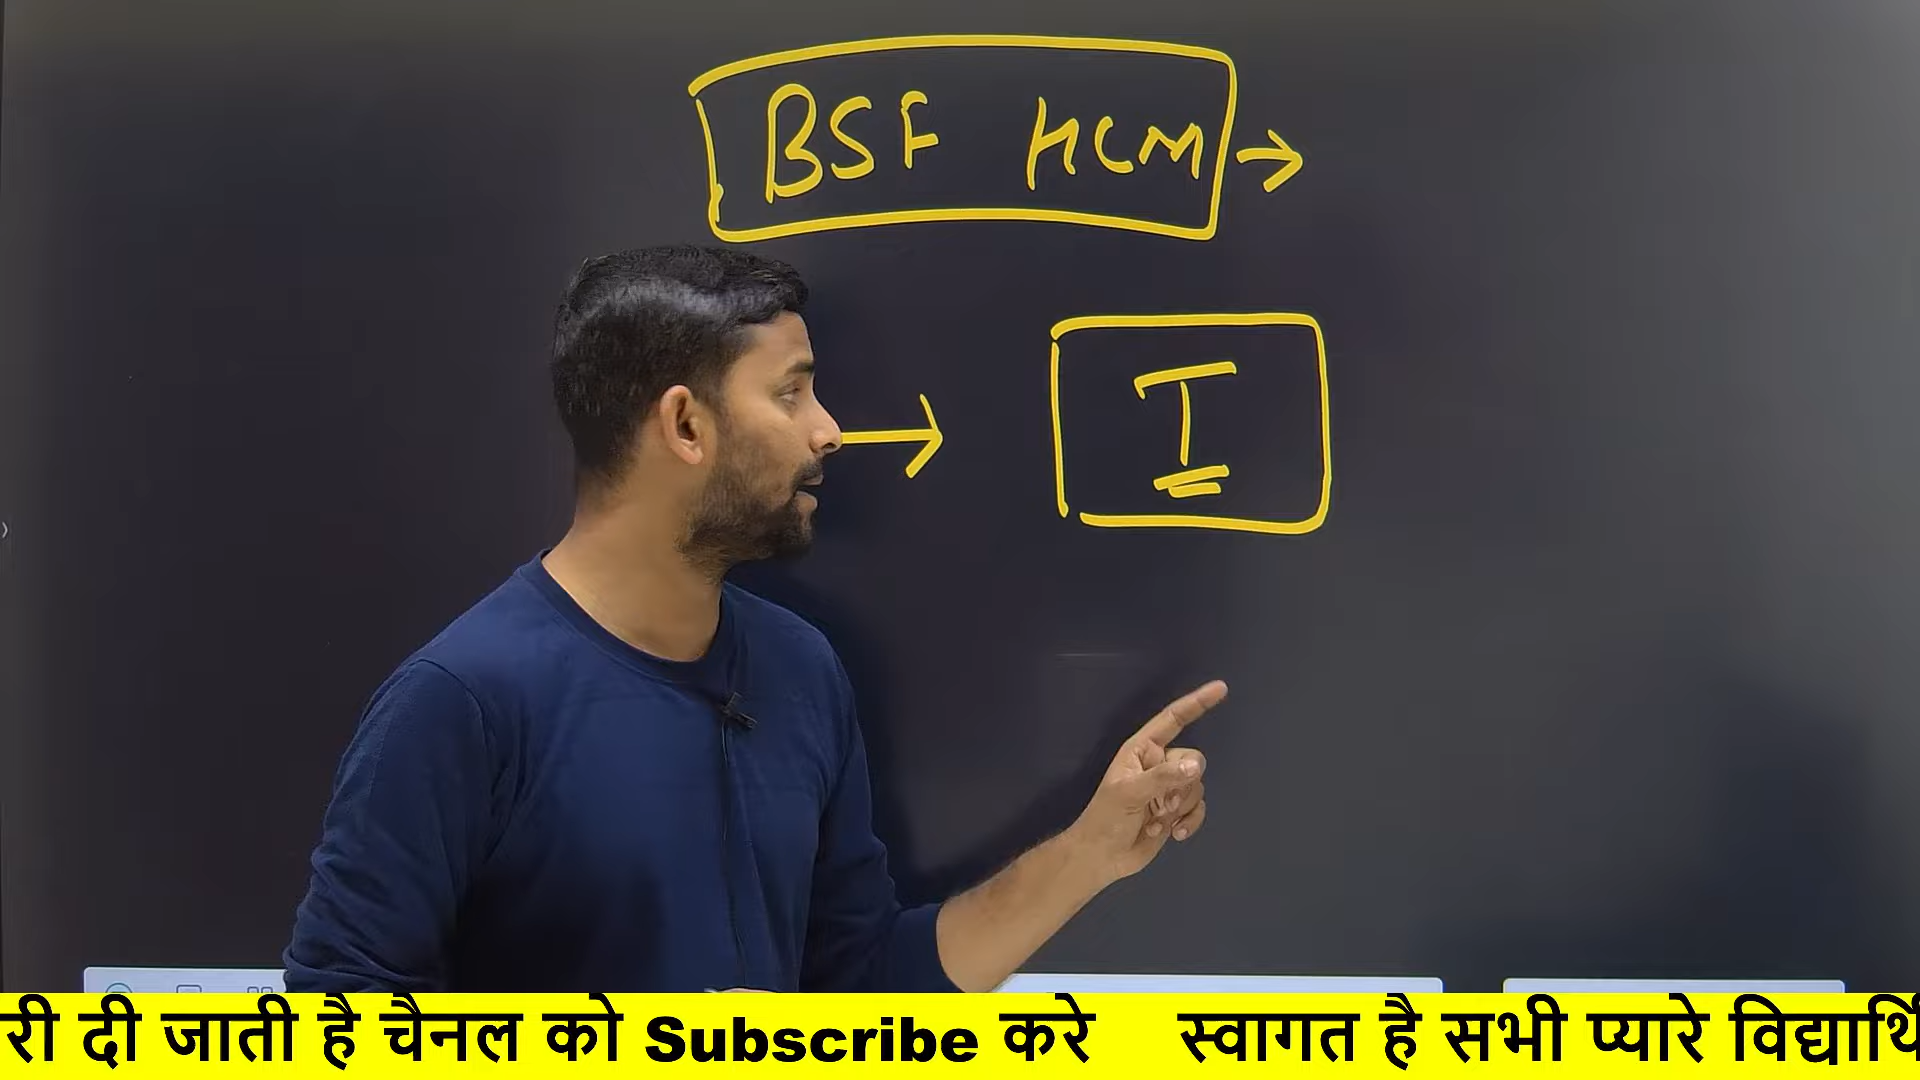 BSF HCM →
→ I
री दी जाती है चैनल को Subscribe करे स्वागत है सभी प्यारे विद्यार्थि